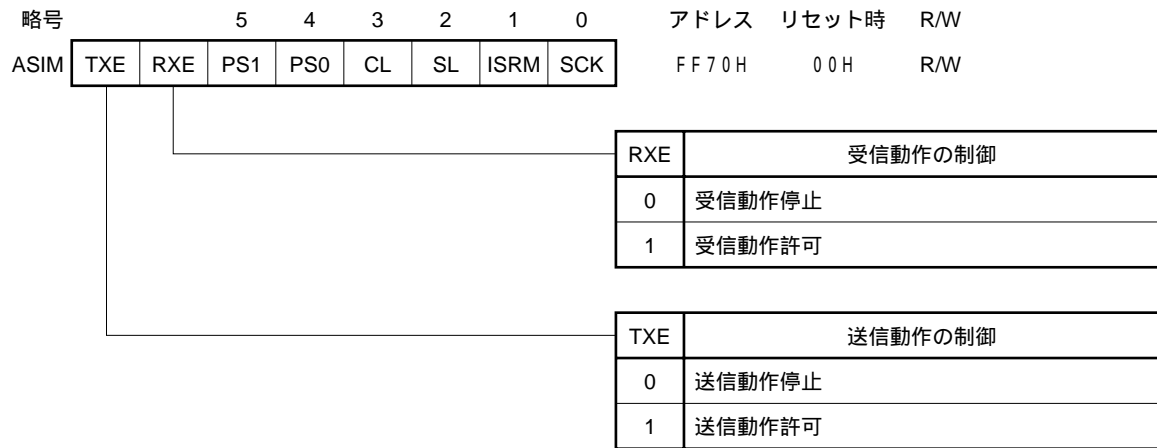 略号 5 4 3 2 1 0 アドレス リセット時 R/W
ASIM TXE RXE PS1 PS0 CL SL ISRM SCK FF70H 00H R/W
RXE 受信動作の制御
0 受信動作停止
1 受信動作許可
TXE 送信動作の制御
0 送信動作停止
1 送信動作許可